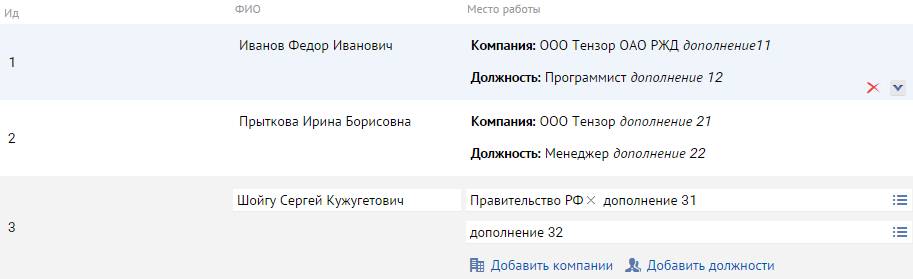 Ид ФИО Место работы
1 Иванов Федор Иванович Компания: ООО Тензор ОАО РЖД дополнение11
Должность: Программист дополнение 12
2 Прыткова Ирина Борисовна Компания: ООО Тензор дополнение 21
Должность: Менеджер дополнение 22
3 Шойгу Сергей Кужугетович Правительство РФ× дополнение 31
дополнение 32
Добавить компании Добавить должности